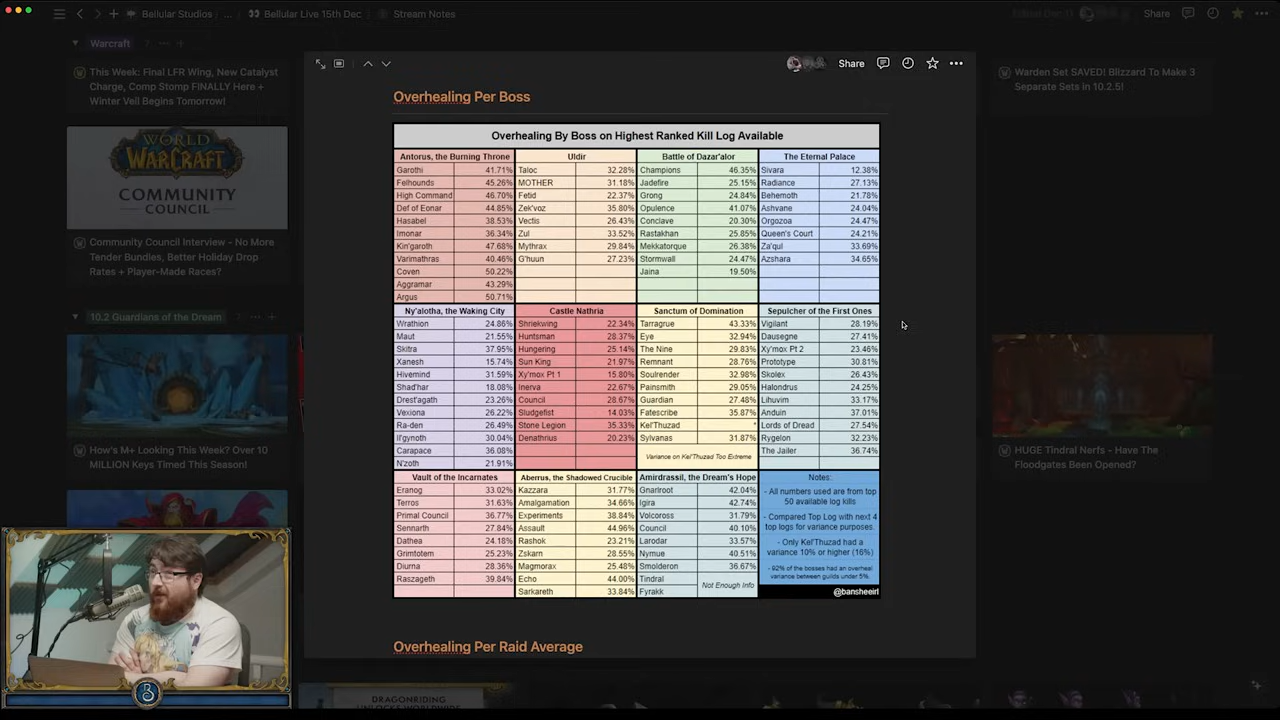 Bellular Studios / ... / Bellular Live 15th Dec / Stream Notes
Share
Warcraft 7 ... +
This Week: Final LFR Wing, New Catalyst
Charge, Comp Stomp FINALLY Here +
Winter Veil Begins Tomorrow!
Share
Warden Set SAVED! Blizzard To Make 3
Separate Sets In 10.2.5!
WORLD
OF
WARCRAFT
COMMUNITY
COUNCIL
Community Council Interview - No More
Tender Bundles, Better Holiday Drop
Rates + Player-Made Races?
10.2 Guardians of the Dream
How's M+ Looking This Week? Over 10
MILLION Keys Timed This Season!
HUGE Tindral Nerfs - Have The
Floodgates Been Opened?
Overhealing Per Boss
Overhealing By Boss on Highest Ranked Kill Log Available
Antorus, the Burning Throne
Garothi 41.71%
Felhounds 45.26%
High Command 46.70%
Def of Eonar 44.85%
Hasabel 38.53%
Imonar 36.34%
Kin'garoth 47.68%
Varimathras 40.46%
Coven 50.22%
Aggramar 43.29%
Argus 50.71%
Uldir
Taloc 32.28%
MOTHER 31.18%
Fetid 22.37%
Zek'voz 35.80%
Vectis 26.43%
Zul 33.52%
Mythrax 29.84%
G'huun 27.23%
Battle of Dazar'alor
Champions 46.35%
Jadefire 25.15%
Grong 24.84%
Opulence 41.07%
Conclave 20.30%
Rastakhan 25.85%
Mekkatorque 26.38%
Stormwall 24.47%
Jaina 19.50%
The Eternal Palace
Sivara 12.38%
Radiance 27.13%
Behemoth 21.78%
Ashvane 24.04%
Orgozoa 24.47%
Queen's Court 24.21%
Za'qul 33.69%
Azshara 34.65%
Ny'alotha, the Waking City
Wrathion 24.86%
Maut 21.55%
Skitra 37.95%
Xanesh 15.74%
Hivemind 31.59%
Shad'har 18.08%
Drest'agath 23.26%
Vexiona 26.22%
Ra-den 26.49%
Il'gynoth 30.04%
Carapace 36.08%
N'zoth 21.91%
Castle Nathria
Shriekwing 22.34%
Huntsman 28.37%
Hungering 25.14%
Sun King 21.97%
Xy'mox Pt 1 15.80%
Inerva 22.67%
Council 28.67%
Sludgefist 14.03%
Stone Legion 35.33%
Denathrius 20.23%
Sanctum of Domination
Tarragrue 43.33%
Eye 32.94%
The Nine 29.83%
Remnant 28.76%
Soulrender 32.98%
Painsmith 29.05%
Guardian 27.48%
Fatescribe 35.87%
Kel'Thuzad *
Sylvanas 31.87%
Variance on Kel'Thuzad Too Extreme
Sepulcher of the First Ones
Vigilant 28.19%
Dausegne 27.41%
Xy'mox Pt 2 23.46%
Prototype 30.81%
Skolex 26.43%
Halondrus 24.25%
Lihuvim 33.17%
Anduin 37.01%
Lords of Dread 27.54%
Rygelon 32.23%
The Jailer 36.74%
Vault of the Incarnates
Eranog 33.02%
Terros 31.63%
Primal Council 36.77%
Sennarth 27.84%
Dathea 24.18%
Grimtotem 25.23%
Diurna 28.36%
Raszageth 39.84%
Aberrus, the Shadowed Crucible
Kazzara 31.77%
Amalgamation 34.66%
Experiments 38.84%
Assault 44.96%
Rashok 23.21%
Zskarn 28.55%
Magmorax 25.48%
Echo 44.00%
Sarkareth 33.84%
Amirdrassil, the Dream's Hope
Gnarlroot 42.04%
Igira 42.74%
Volcoross 31.79%
Council 40.10%
Larodar 33.57%
Nymue 40.51%
Smolderon 36.67%
Tindral
Fyrakk
Not Enough Info
Notes:
- All numbers used are from top
50 available log kills
- Compared Top Log with next 4
top logs for variance purposes.
- Only Kel'Thuzad had a
variance 10% or higher (16%)
- 92% of the bosses had an overheal
variance between guilds under 5%.
@bansheeirl
Overhealing Per Raid Average
DRAGONRIDING
B